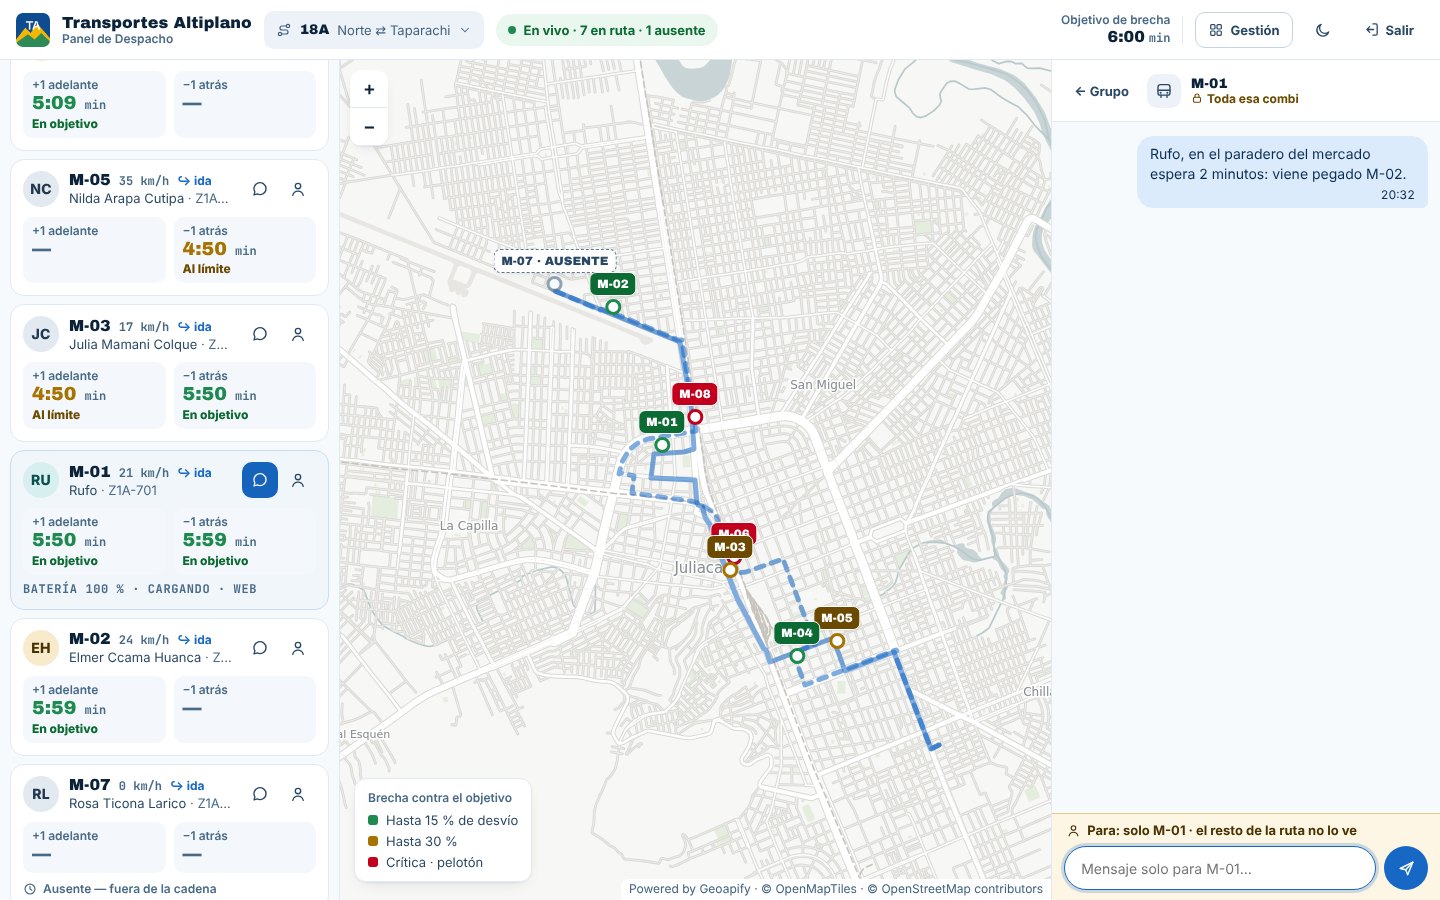 TA
Transportes Altiplano
Panel de Despacho
18A Norte ⇄ Taparachi
En vivo · 7 en ruta · 1 ausente
Objetivo de brecha
6:00 min
Gestión
Salir
+1 adelante
5:09 min
En objetivo
−1 atrás
—
NC
M-05 35 km/h ↪ ida
Nilda Arapa Cutipa · Z1A...
+1 adelante
—
−1 atrás
4:50 min
Al límite
JC
M-03 17 km/h ↪ ida
Julia Mamani Colque · Z...
+1 adelante
4:50 min
Al límite
−1 atrás
5:50 min
En objetivo
RU
M-01 21 km/h ↪ ida
Rufo · Z1A-701
+1 adelante
5:50 min
En objetivo
−1 atrás
5:59 min
En objetivo
BATERÍA 100 % · CARGANDO · WEB
EH
M-02 24 km/h ↪ ida
Elmer Ccama Huanca · Z...
+1 adelante
5:59 min
En objetivo
−1 atrás
—
RL
M-07 0 km/h ↪ ida
Rosa Ticona Larico · Z1A...
+1 adelante
—
−1 atrás
—
Ausente — fuera de la cadena
+
−
M-07 · AUSENTE
M-02
M-08
San Miguel
M-01
La Capilla
M-06
M-03
Juliaca
M-05
M-04
Chilla
al Esquén
Brecha contra el objetivo
Hasta 15 % de desvío
Hasta 30 %
Crítica · pelotón
Powered by Geoapify · © OpenMapTiles · © OpenStreetMap contributors
← Grupo
M-01
Toda esa combi
Rufo, en el paradero del mercado
espera 2 minutos: viene pegado M-02.
20:32
Para: solo M-01 · el resto de la ruta no lo ve
Mensaje solo para M-01...